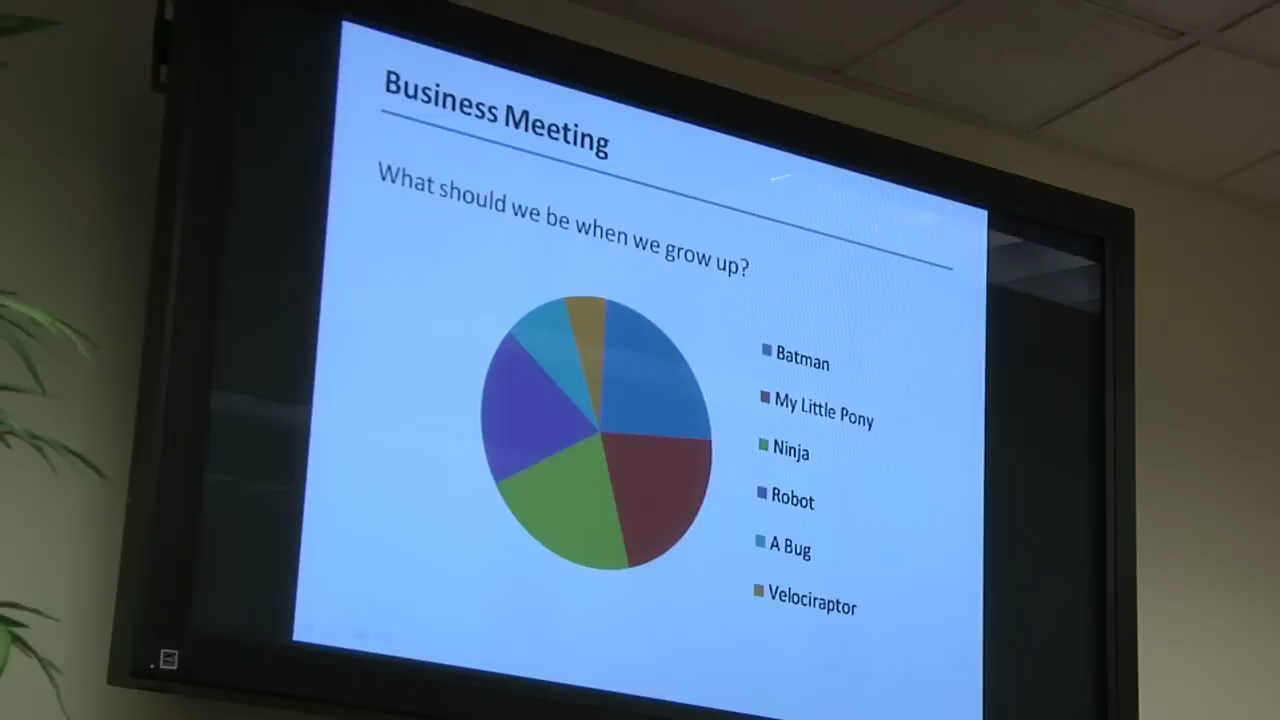 Business Meeting
What should we be when we grow up?
Batman
My Little Pony
Ninja
Robot
A Bug
Velociraptor